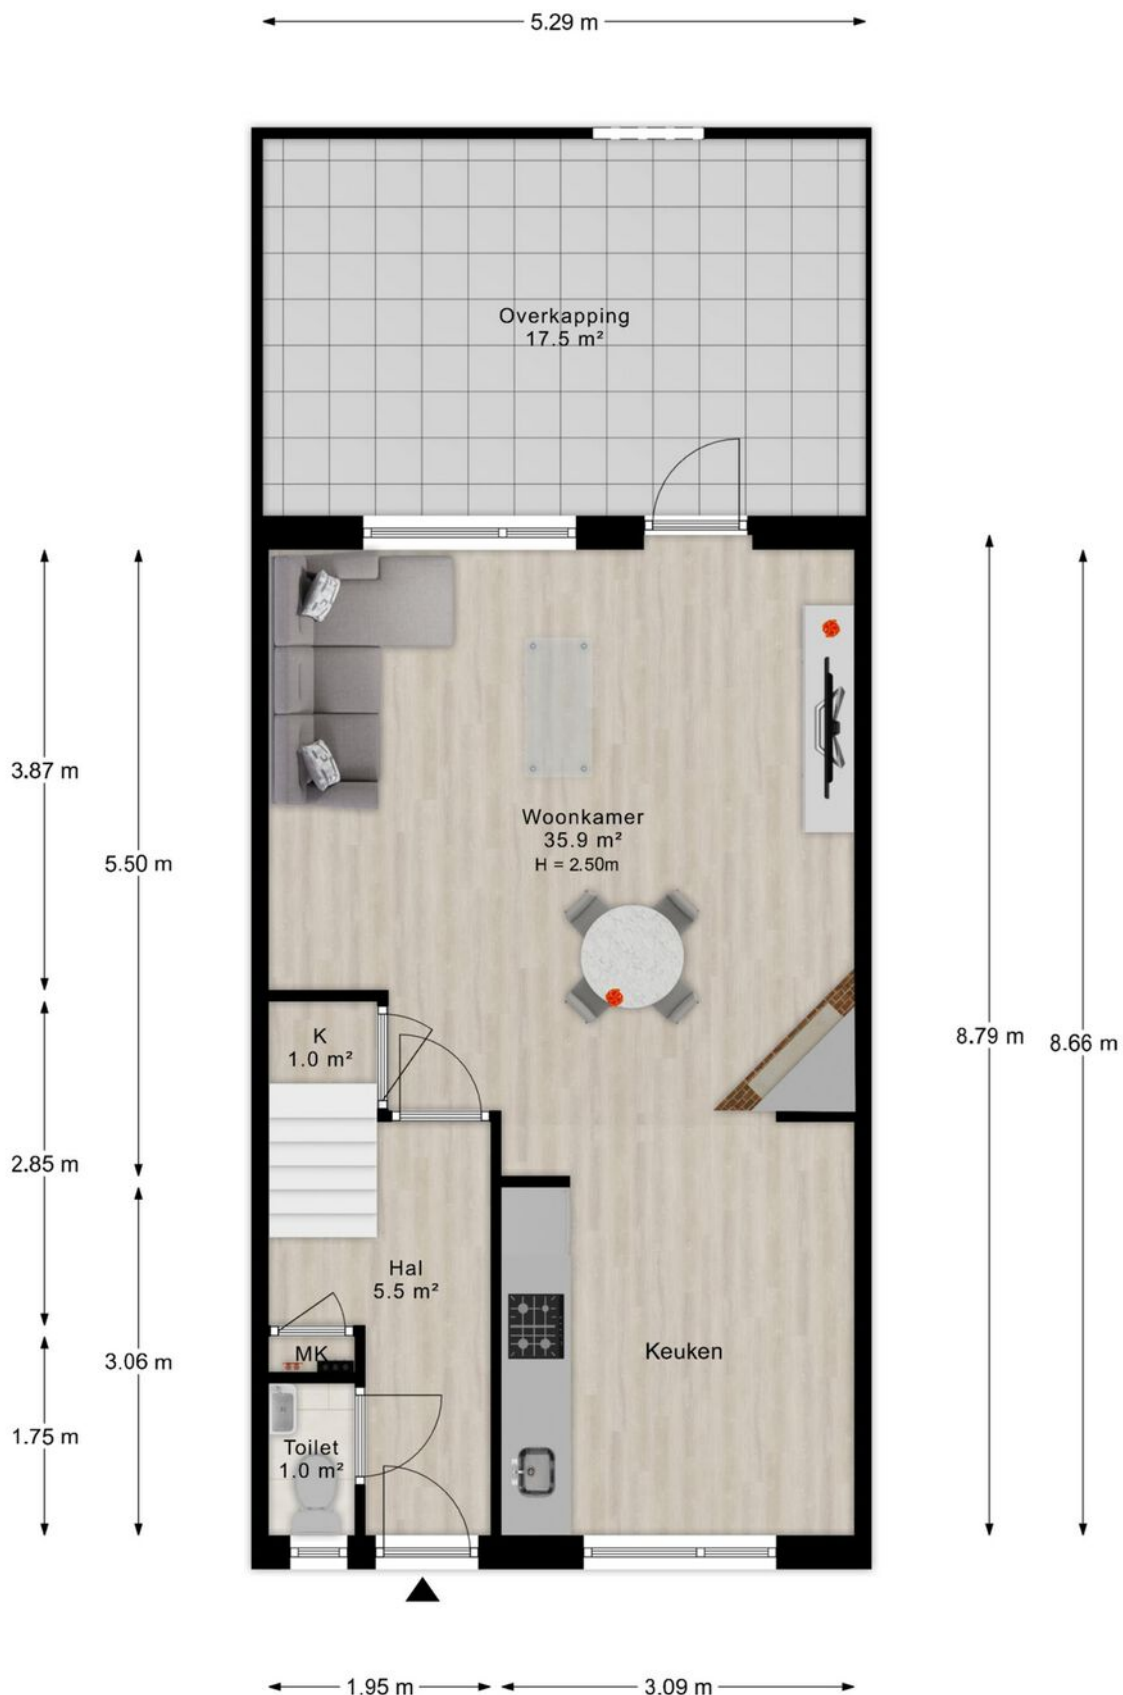 5.29 m
Overkapping
17.5 m²
3.87 m
5.50 m
Woonkamer
35.9 m²
H = 2.50m
8.79 m
8.66 m
K
1.0 m²
2.85 m
Hal
5.5 m²
MK
3.06 m
Keuken
1.75 m
Toilet
1.0 m²
1.95 m
3.09 m